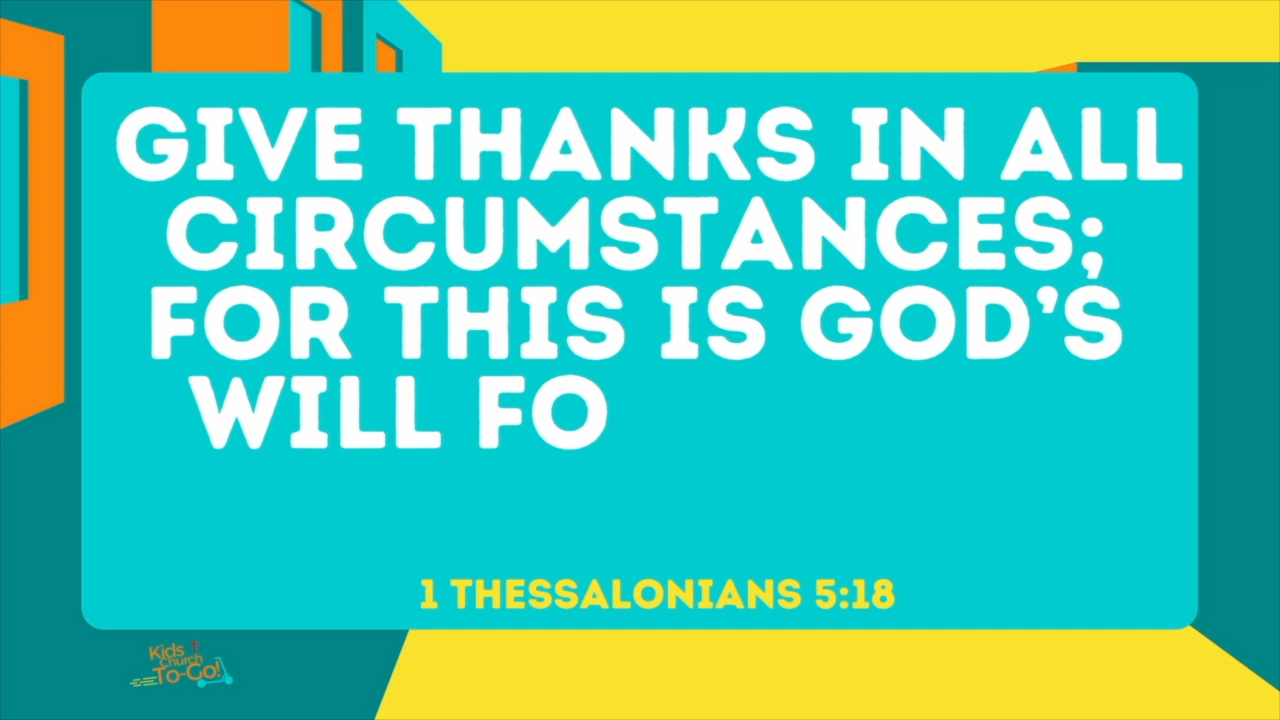 GIVE THANKS IN ALL
CIRCUMSTANCES;
FOR THIS IS GOD'S
WILL FO
1 THESSALONIANS 5:18
Kids
Church
To-Go!